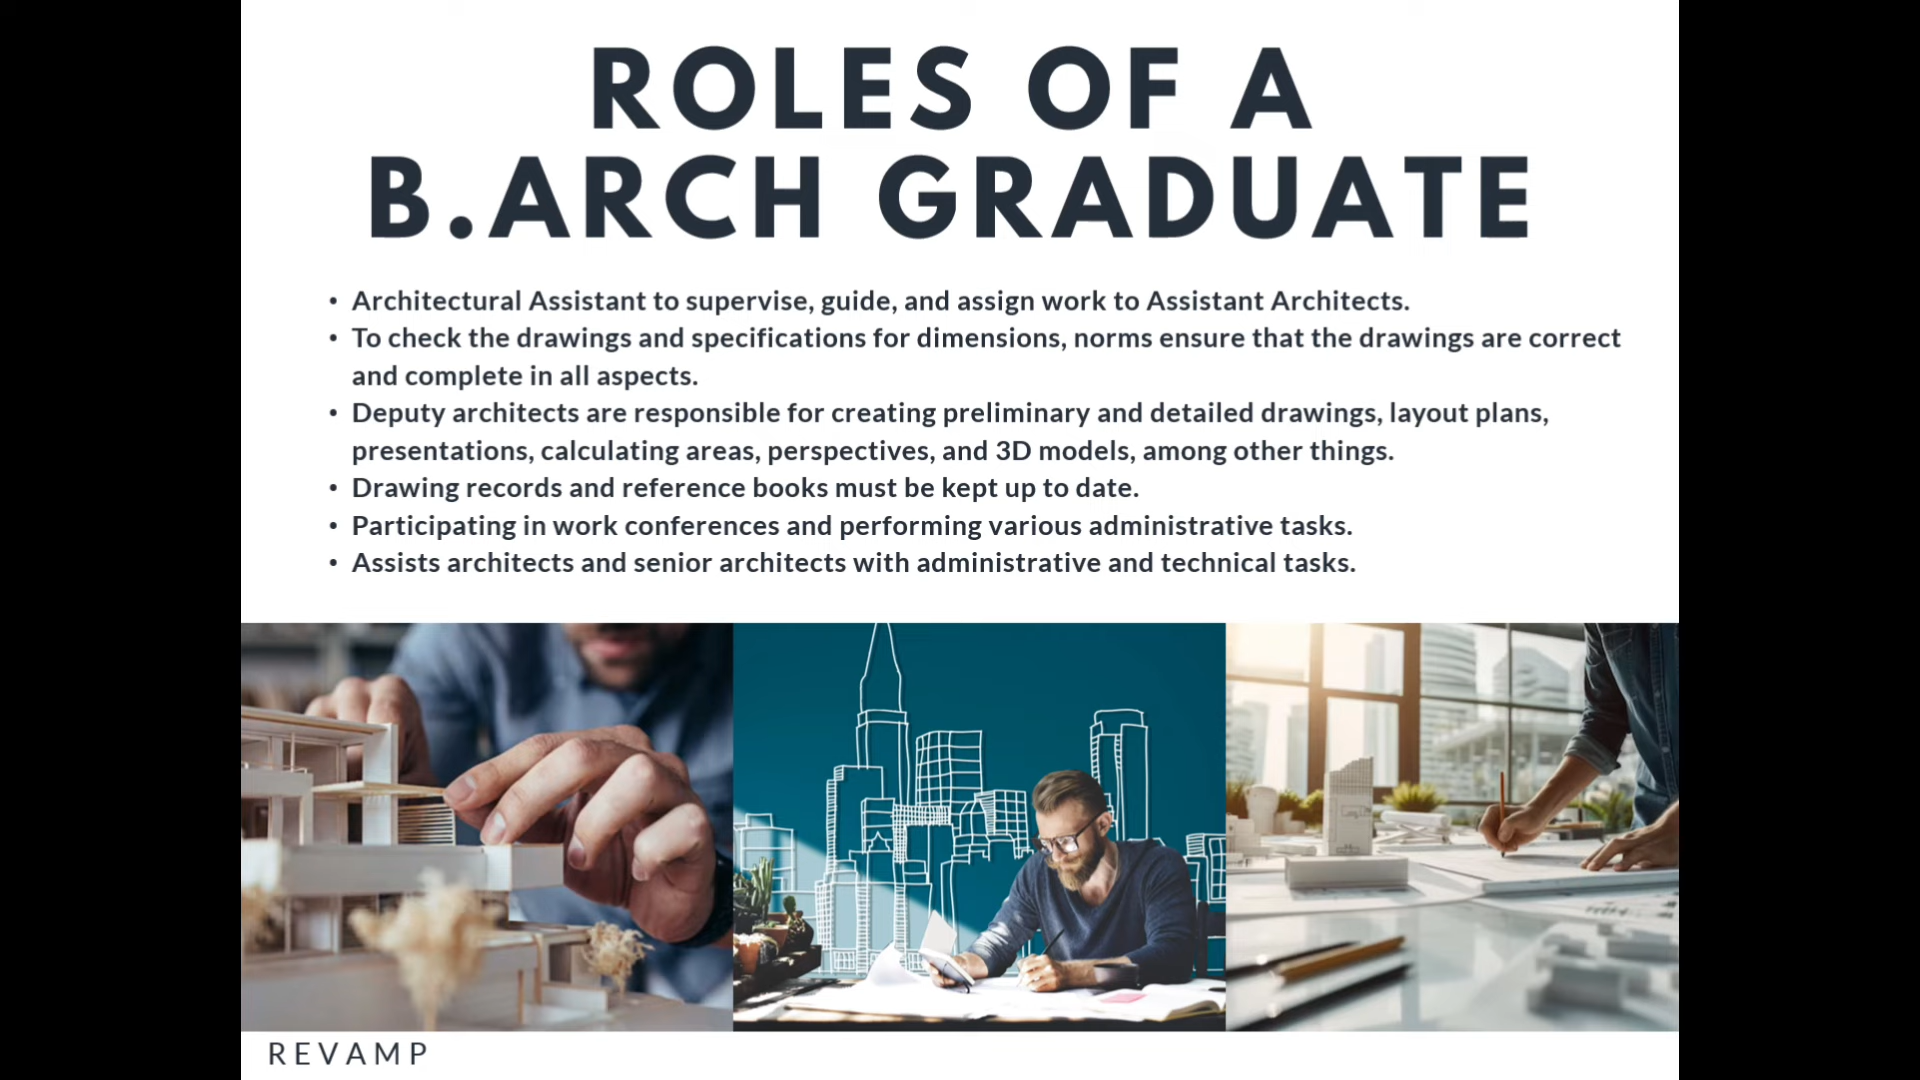 ROLES OF A
B.ARCH GRADUATE
• Architectural Assistant to supervise, guide, and assign work to Assistant Architects.
• To check the drawings and specifications for dimensions, norms ensure that the drawings are correct
and complete in all aspects.
• Deputy architects are responsible for creating preliminary and detailed drawings, layout plans,
presentations, calculating areas, perspectives, and 3D models, among other things.
• Drawing records and reference books must be kept up to date.
• Participating in work conferences and performing various administrative tasks.
• Assists architects and senior architects with administrative and technical tasks.
REVAMP